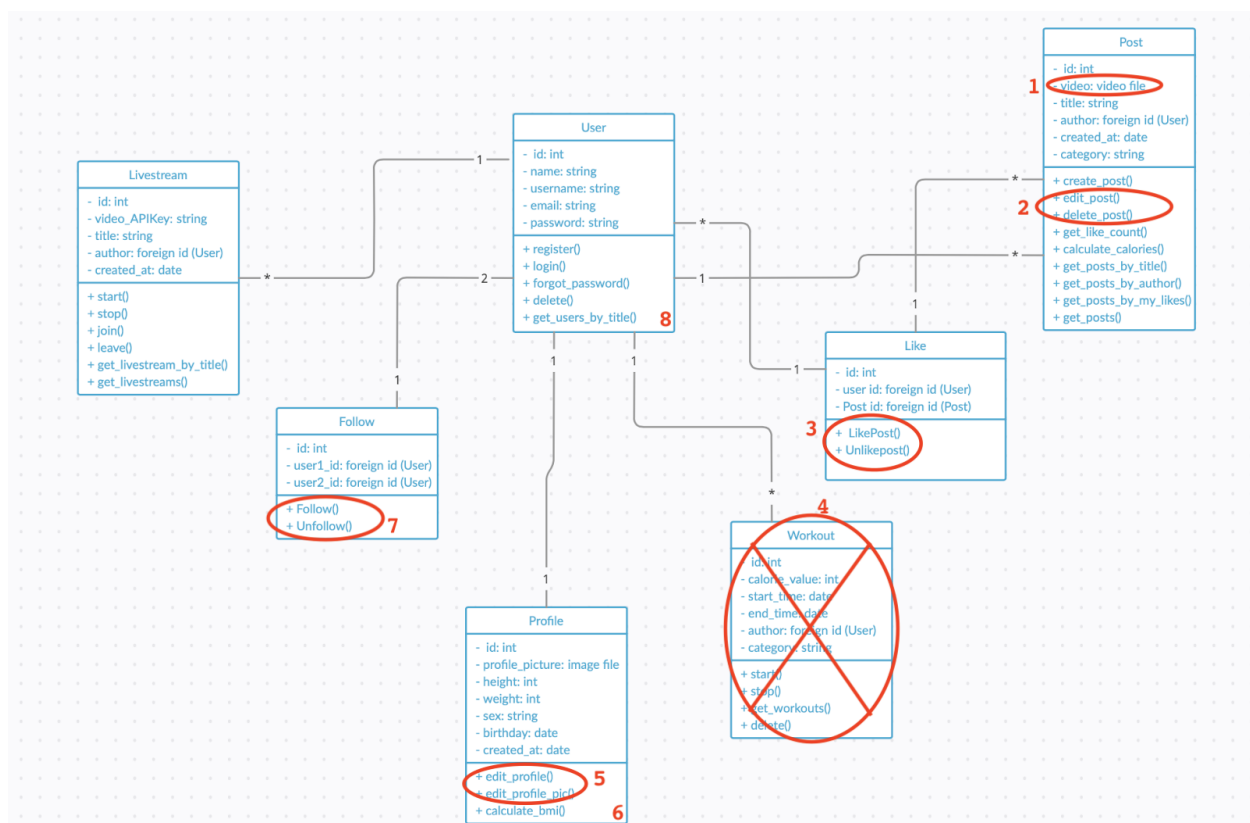 Post
- id: int
1
- video: video file
- title: string
- author: foreign id (User)
- created_at: date
- category: string
+ create_post()
+ edit_post()
2
+ delete_post()
+ get_like_count()
+ calculate_calories()
+ get_posts_by_title()
+ get_posts_by_author()
+ get_posts_by_my_likes()
+ get_posts()
User
- id: int
- name: string
- username: string
- email: string
- password: string
+ register()
+ login()
+ forgot_password()
+ delete()
+ get_users_by_title()
8
Livestream
- id: int
- video_APIKey: string
- title: string
- author: foreign id (User)
- created_at: date
+ start()
+ stop()
+ join()
+ leave()
+ get_livestream_by_title()
+ get_livestreams()
1
*
*
*
1
*
2
1
1
1
1
1
*
1
Like
- id: int
- user id: foreign id (User)
- Post id: foreign id (Post)
3
+ LikePost()
+ Unlikepost()
Follow
- id: int
- user1_id: foreign id (User)
- user2_id: foreign id (User)
+ Follow()
+ Unfollow()
7
4
Workout
- id: int
- calorie_value: int
- start_time: date
- end_time: date
- author: foreign id (User)
- category: string
+ start()
+ stop()
+ get_workouts()
+ delete()
Profile
- id: int
- profile_picture: image file
- height: int
- weight: int
- sex: string
- birthday: date
- created_at: date
+ edit_profile()
5
+ edit_profile_pic()
+ calculate_bmi()
6